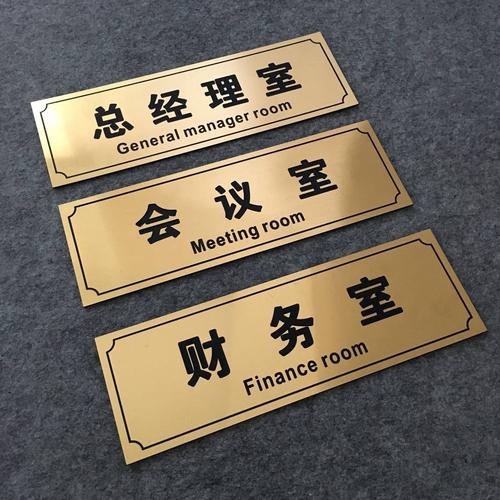 总经理室
General manager room
会议室
Meeting room
财务室
Finance room